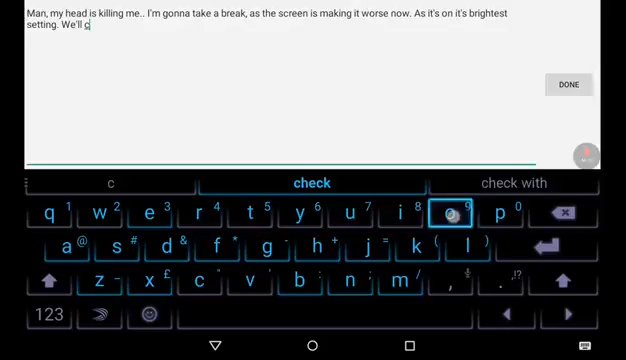 Man, my head is killing me.. I'm gonna take a break, as the screen is making it worse now. As it's on it's brightest
setting. We'll c
DONE
c check check with
q 1 w 2 e 3 r 4 t 5 y 6 u 7 i 8 o 9 p 0
a @ s # d & f * g - h + j = k ( l )
z _ x £ c " v ' b : n ; m / , . ,!?
123